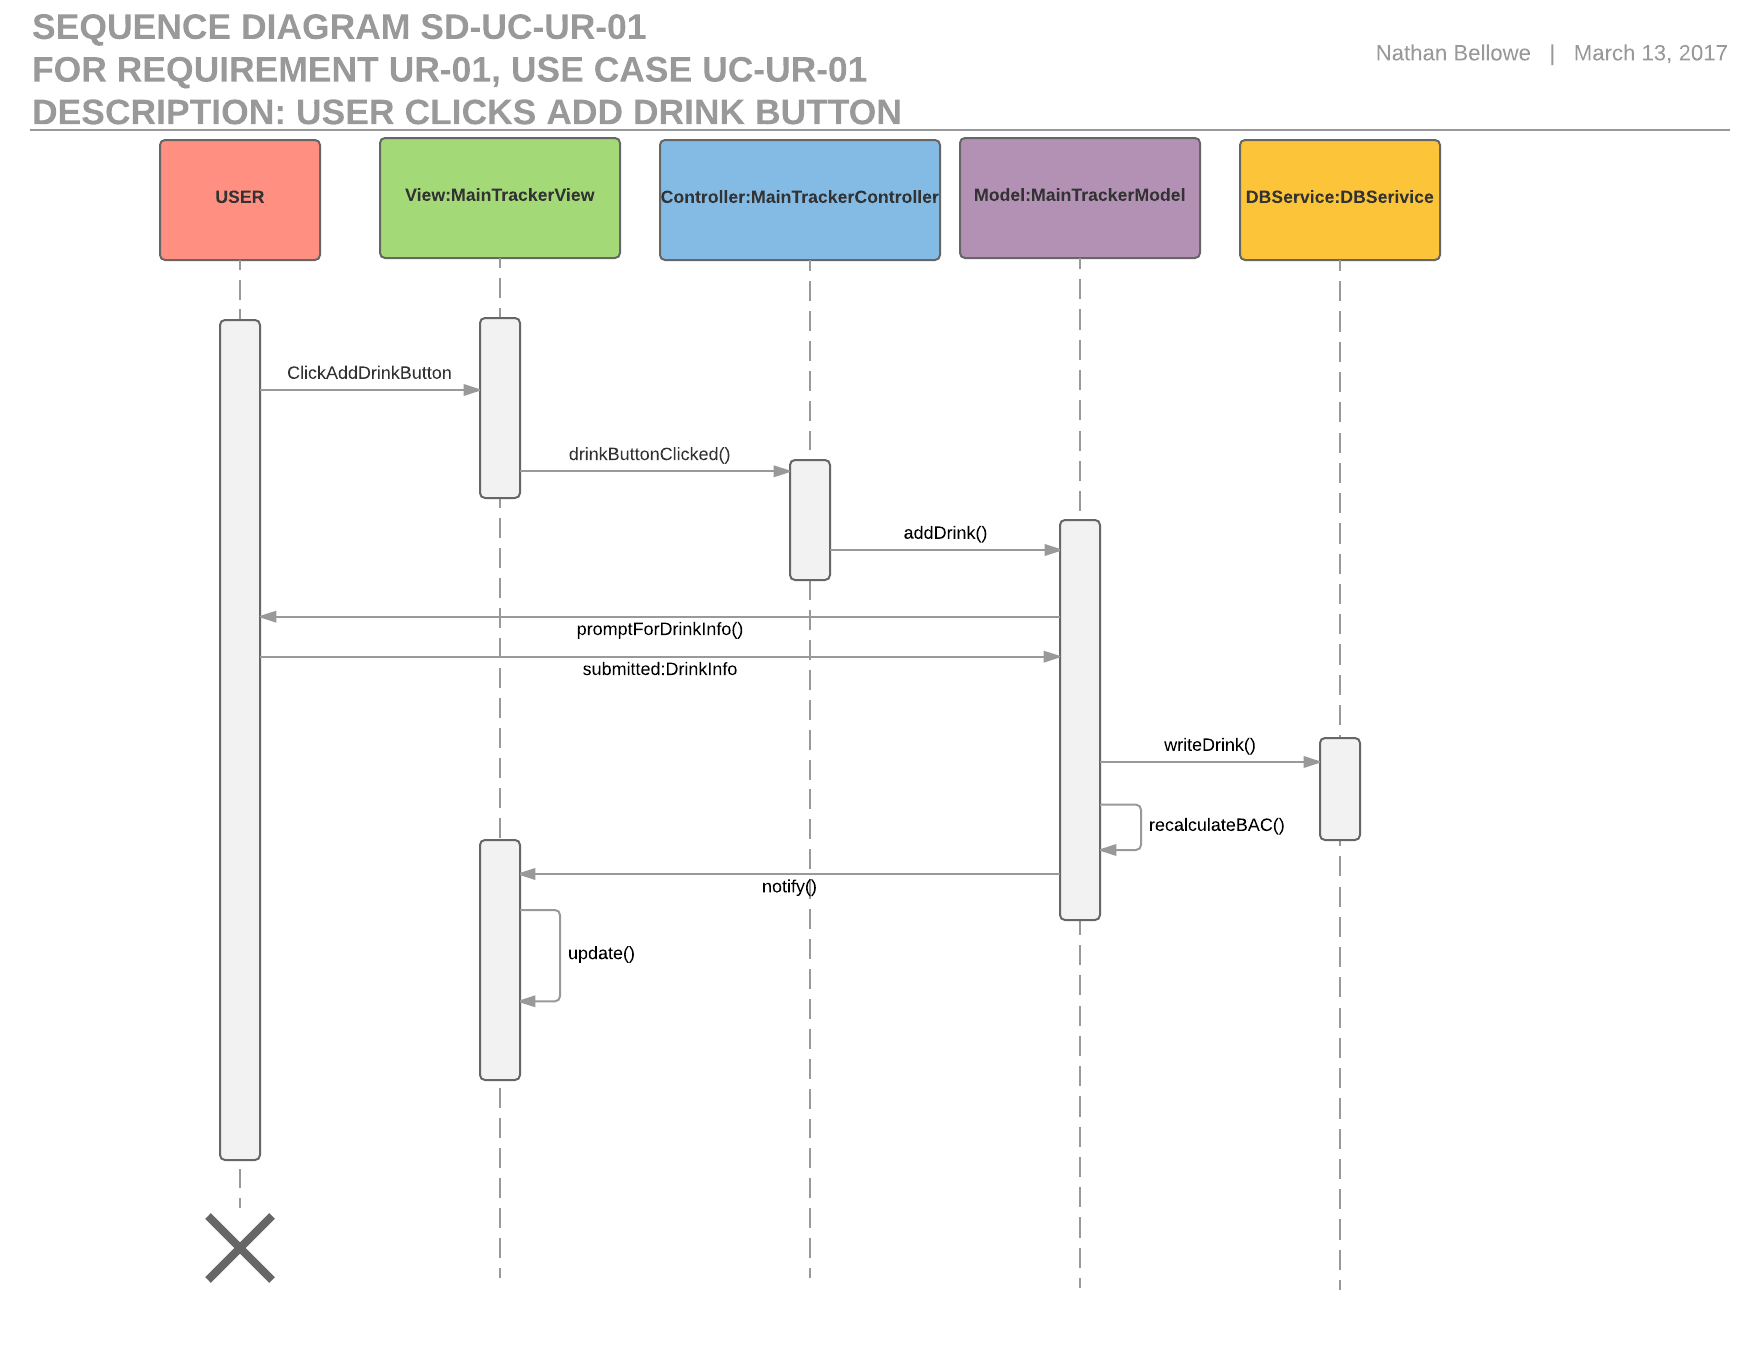 SEQUENCE DIAGRAM SD-UC-UR-01
FOR REQUIREMENT UR-01, USE CASE UC-UR-01
DESCRIPTION: USER CLICKS ADD DRINK BUTTON
Nathan Bellowe | March 13, 2017
USER
View:MainTrackerView
Controller:MainTrackerController
Model:MainTrackerModel
DBService:DBSerivice
ClickAddDrinkButton
drinkButtonClicked()
addDrink()
promptForDrinkInfo()
submitted:DrinkInfo
writeDrink()
recalculateBAC()
notify()
update()